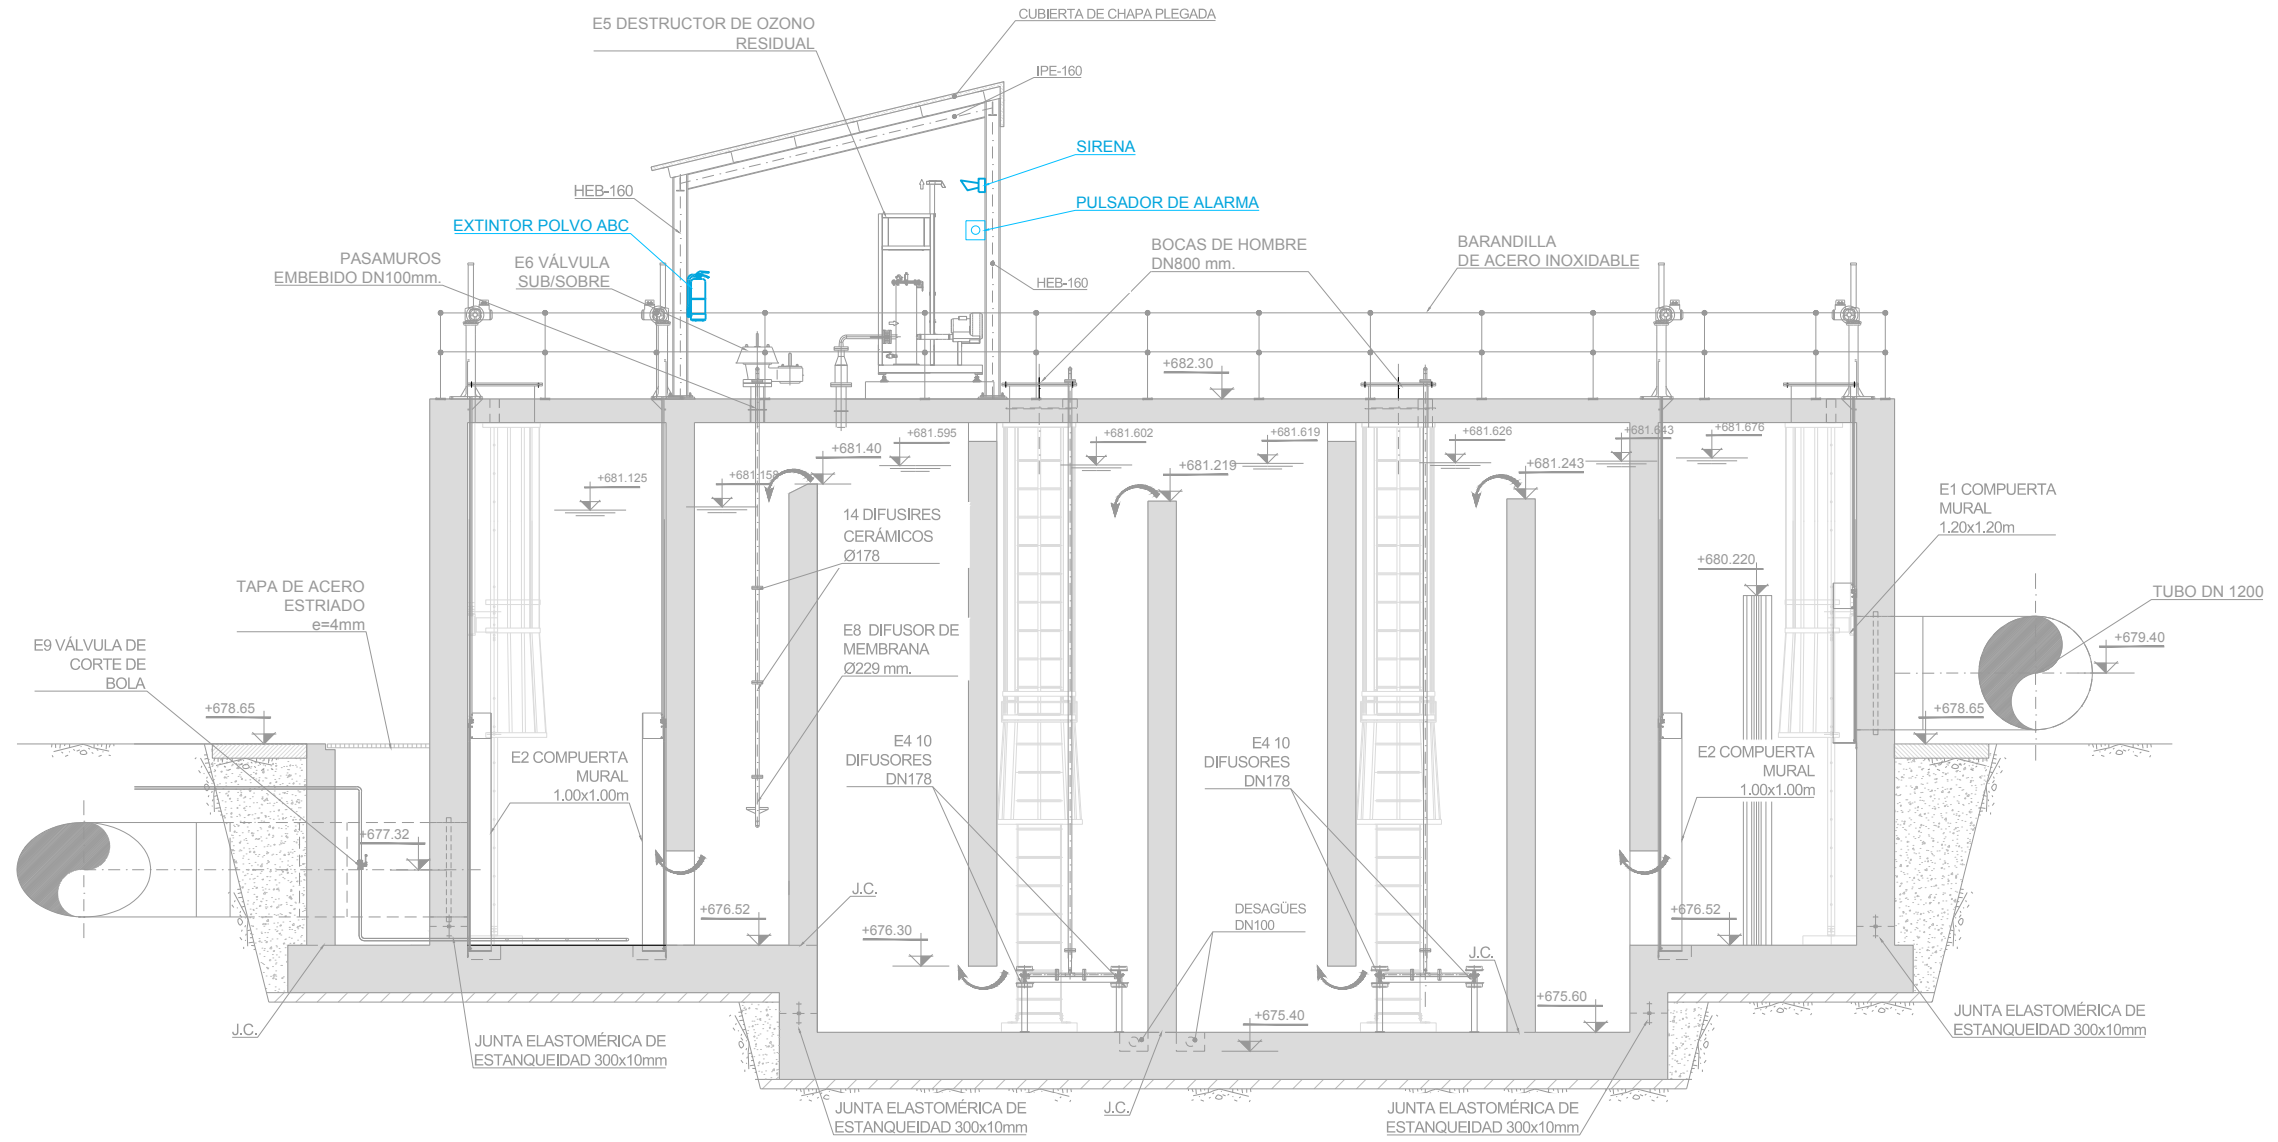 E5 DESTRUCTOR DE OZONO
RESIDUAL
CUBIERTA DE CHAPA PLEGADA
IPE-160
SIRENA
HEB-160
PULSADOR DE ALARMA
EXTINTOR POLVO ABC
PASAMUROS
EMBEBIDO DN100mm.
E6 VÁLVULA
SUB/SOBRE
BOCAS DE HOMBRE
DN800 mm.
BARANDILLA
DE ACERO INOXIDABLE
HEB-160
+682.30
+681.595
+681.602
+681.619
+681.626
+681.643
+681.676
+681.40
+681.219
+681.243
+681.125
+681.158
E1 COMPUERTA
MURAL
1.20x1.20m
14 DIFUSIRES
CERÁMICOS
Ø178
+680.220
TAPA DE ACERO
ESTRIADO
e=4mm
TUBO DN 1200
E9 VÁLVULA DE
CORTE DE
BOLA
E8 DIFUSOR DE
MEMBRANA
Ø229 mm.
+679.40
+678.65
+678.65
E2 COMPUERTA
MURAL
1.00x1.00m
E4 10
DIFUSORES
DN178
E4 10
DIFUSORES
DN178
E2 COMPUERTA
MURAL
1.00x1.00m
+677.32
J.C.
+676.52
DESAGÜES
DN100
+676.52
+676.30
J.C.
+675.60
+675.40
J.C.
JUNTA ELASTOMÉRICA DE
ESTANQUEIDAD 300x10mm
JUNTA ELASTOMÉRICA DE
ESTANQUEIDAD 300x10mm
JUNTA ELASTOMÉRICA DE
ESTANQUEIDAD 300x10mm
J.C.
JUNTA ELASTOMÉRICA DE
ESTANQUEIDAD 300x10mm